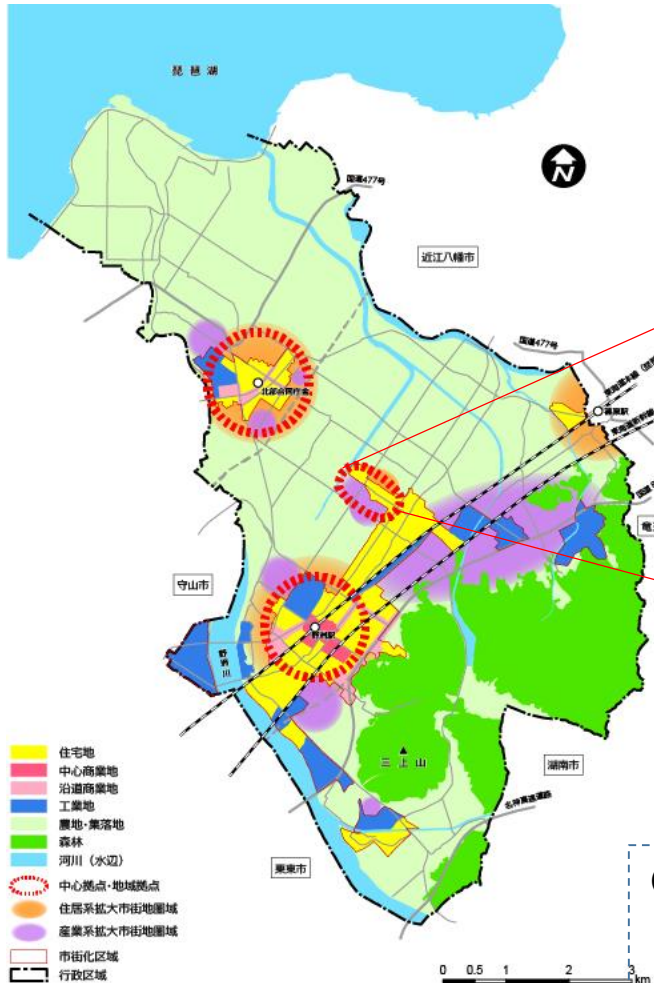 琵琶湖
国道477号
N
近江八幡市
国道477号
篠原駅
北部合同庁舎
守山市
野洲駅
野洲川
三上山
湖南市
名神高速道路
栗東市
住宅地
中心商業地
沿道商業地
工業地
農地・集落地
森林
河川（水辺）
中心拠点・地域拠点
住居系拡大市街地圏域
産業系拡大市街地圏域
市街化区域
行政区域
0 0.5 1 2 3
km